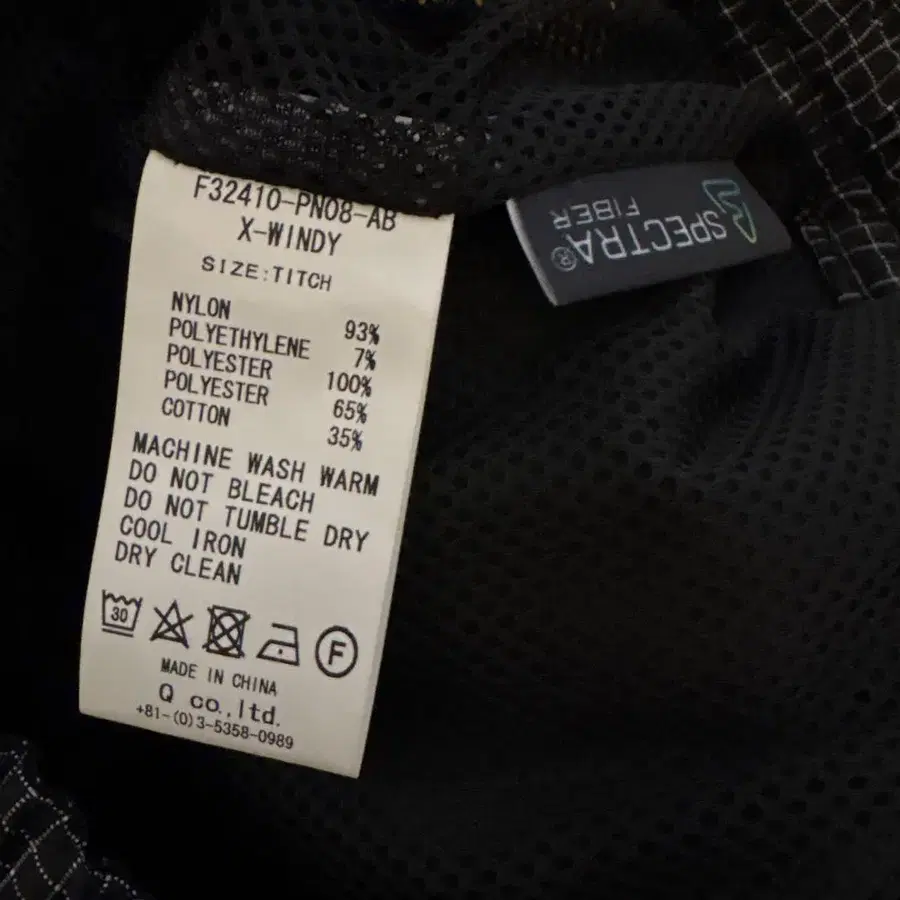 F32410-PN08-AB
X-WINDY
SIZE:TITCH
NYLON 93%
POLYETHYLENE 7%
POLYESTER 100%
POLYESTER 65%
COTTON 35%
MACHINE WASH WARM
DO NOT BLEACH
DO NOT TUMBLE DRY
COOL IRON
DRY CLEAN
30 F
MADE IN CHINA
Q co.,ltd.
+81-(0)3-5358-0989
SPECTRA®
FIBER